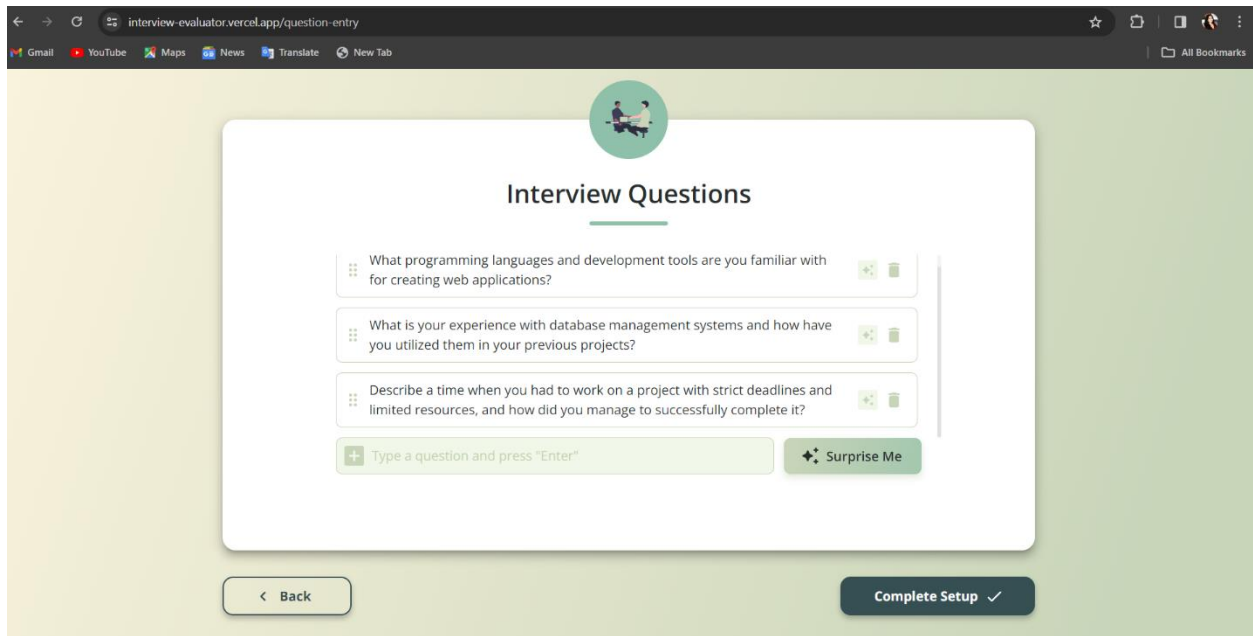 interview-evaluator.vercel.app/question-entry
Gmail YouTube Maps News Translate New Tab All Bookmarks
Interview Questions
What programming languages and development tools are you familiar with
for creating web applications?
What is your experience with database management systems and how have
you utilized them in your previous projects?
Describe a time when you had to work on a project with strict deadlines and
limited resources, and how did you manage to successfully complete it?
Type a question and press "Enter" Surprise Me
Back Complete Setup